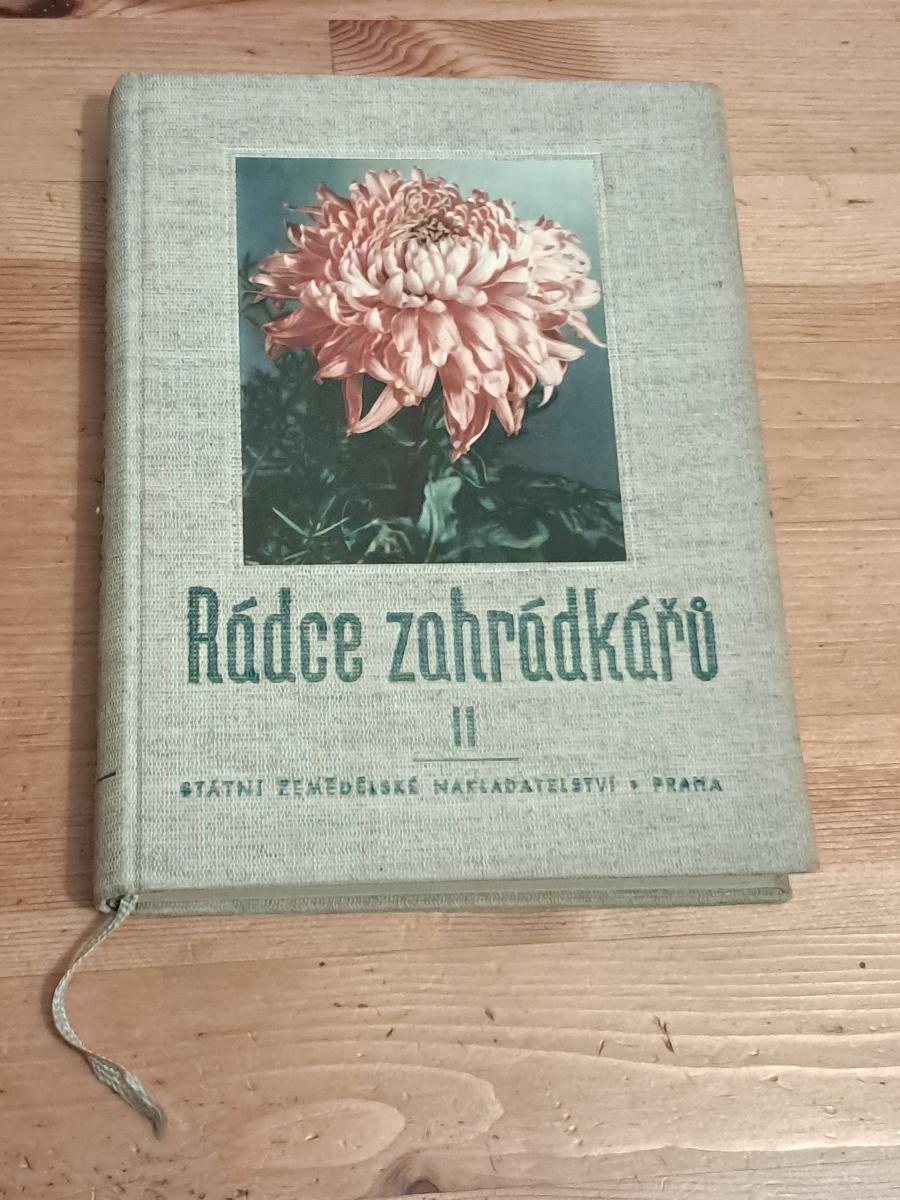 Rádce zahrádkářů
II
STÁTNÍ ZEMĚDĚLSKÉ NAKLADATELSTVÍ • PRAHA